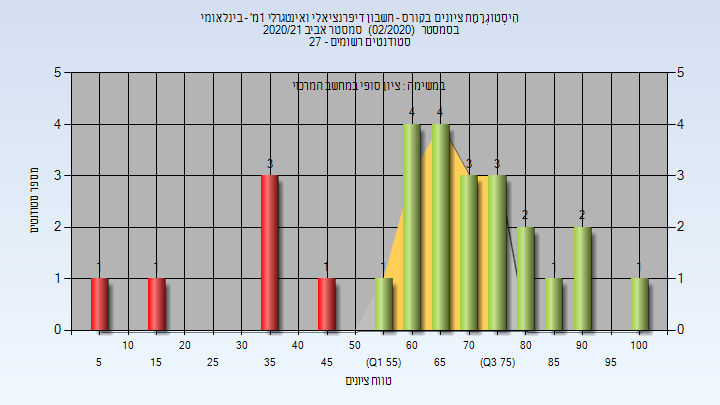 הִיסטוגרָמַת ציונים בקורס - חשבון דיפרנציאלי ואינטגרלי 1מ' - בינלאומי
בסמסטר (02/2020) סמסטר אביב 2020/21
סטודנטים רשומים - 27
במשימה : ציון סופי במחשב המרכזי
5 5
4 4
3 3
2 2
1 1
0 0
מספר סטודנטים
1 1 3 1 1 4 4 3 3 2 1 2 1
10 20 30 40 50 60 70 80 90 100
5 15 25 35 45 (Q1 55) 65 (Q3 75) 85 95
טווח ציונים